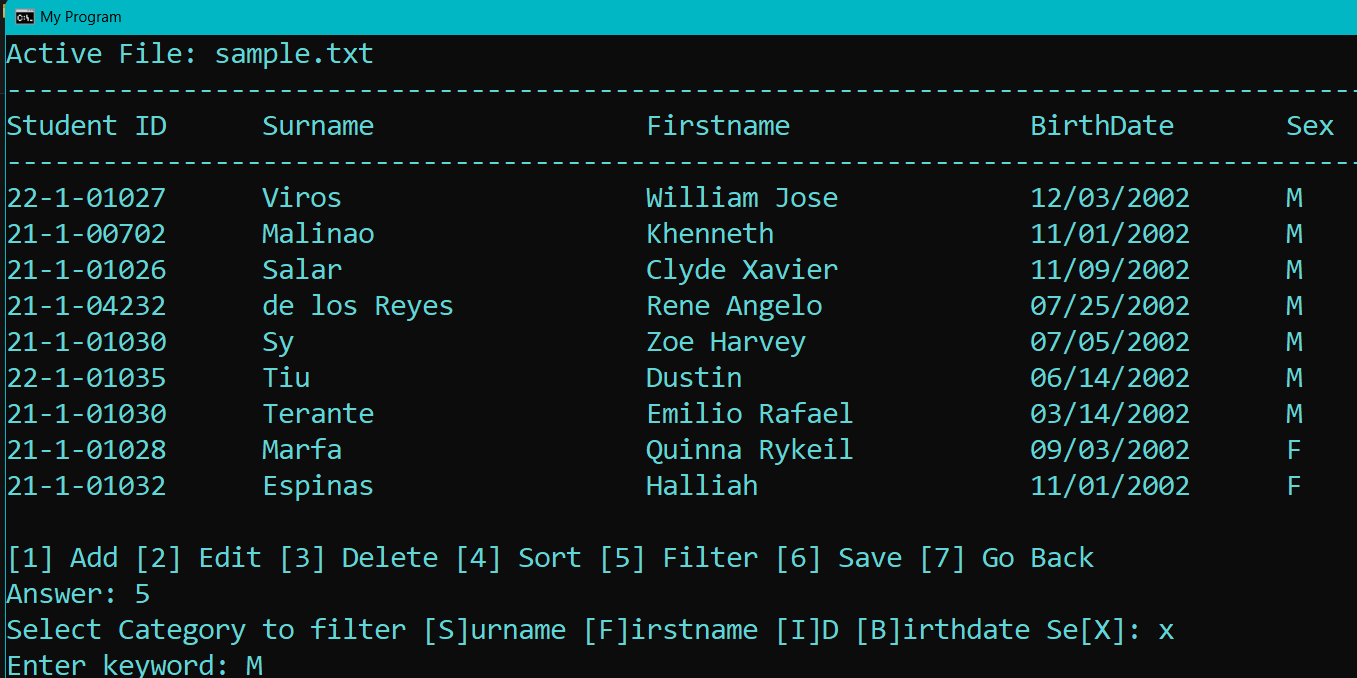 My Program
Active File: sample.txt
-------------------------------------------------------------------------------------
Student ID      Surname                 Firstname               BirthDate       Sex
-------------------------------------------------------------------------------------
22-1-01027      Viros                   William Jose            12/03/2002      M
21-1-00702      Malinao                 Khenneth                11/01/2002      M
21-1-01026      Salar                   Clyde Xavier            11/09/2002      M
21-1-04232      de los Reyes            Rene Angelo             07/25/2002      M
21-1-01030      Sy                      Zoe Harvey              07/05/2002      M
22-1-01035      Tiu                     Dustin                  06/14/2002      M
21-1-01030      Terante                 Emilio Rafael           03/14/2002      M
21-1-01028      Marfa                   Quinna Rykeil           09/03/2002      F
21-1-01032      Espinas                 Halliah                 11/01/2002      F
[1] Add [2] Edit [3] Delete [4] Sort [5] Filter [6] Save [7] Go Back
Answer: 5
Select Category to filter [S]urname [F]irstname [I]D [B]irthdate Se[X]: x
Enter keyword: M